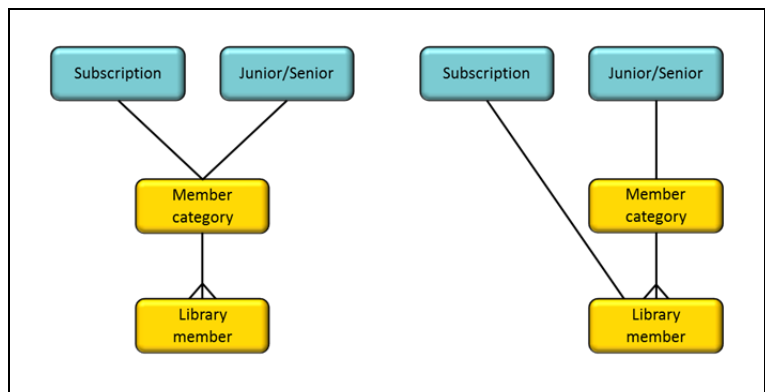 Subscription
Junior/Senior
Member
category
Library
member
Subscription
Junior/Senior
Member
category
Library
member